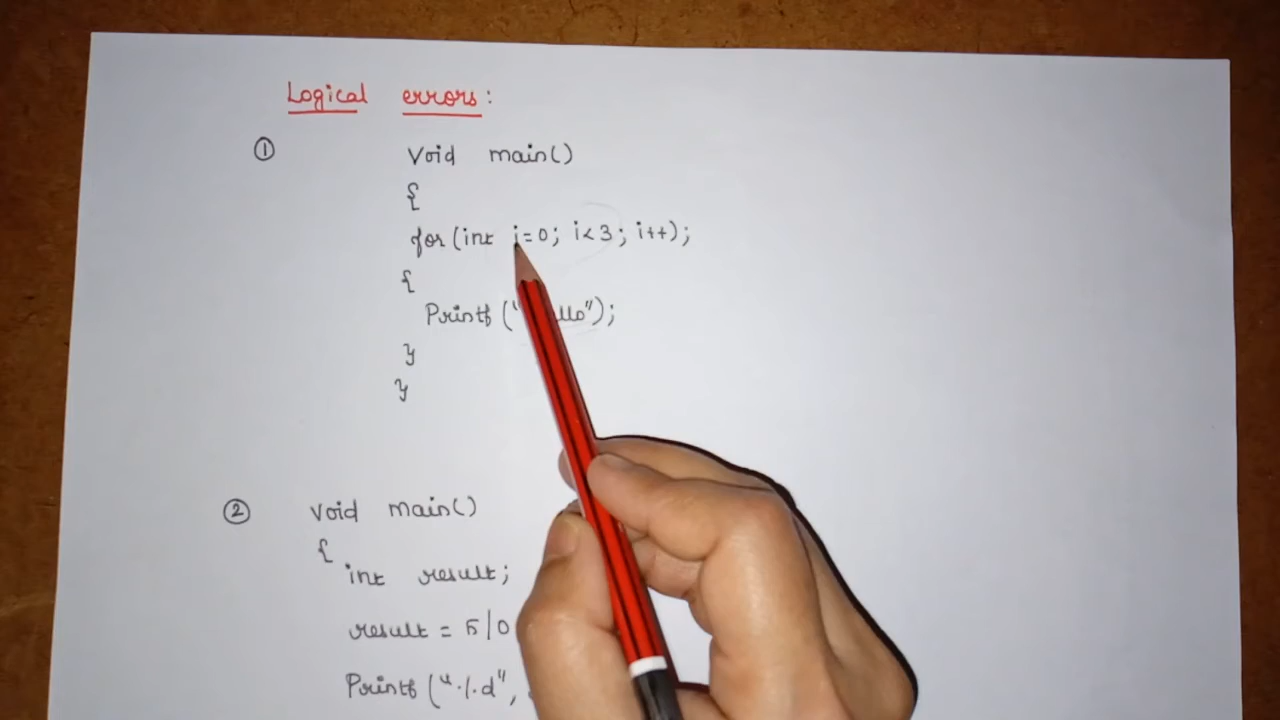 Logical errors:
① Void main()
{
for(int i=0; i<3; i++);
{
Printf ("
");
}
}
② void main()
{
int result;
result = 5/0
Printf ("%d",